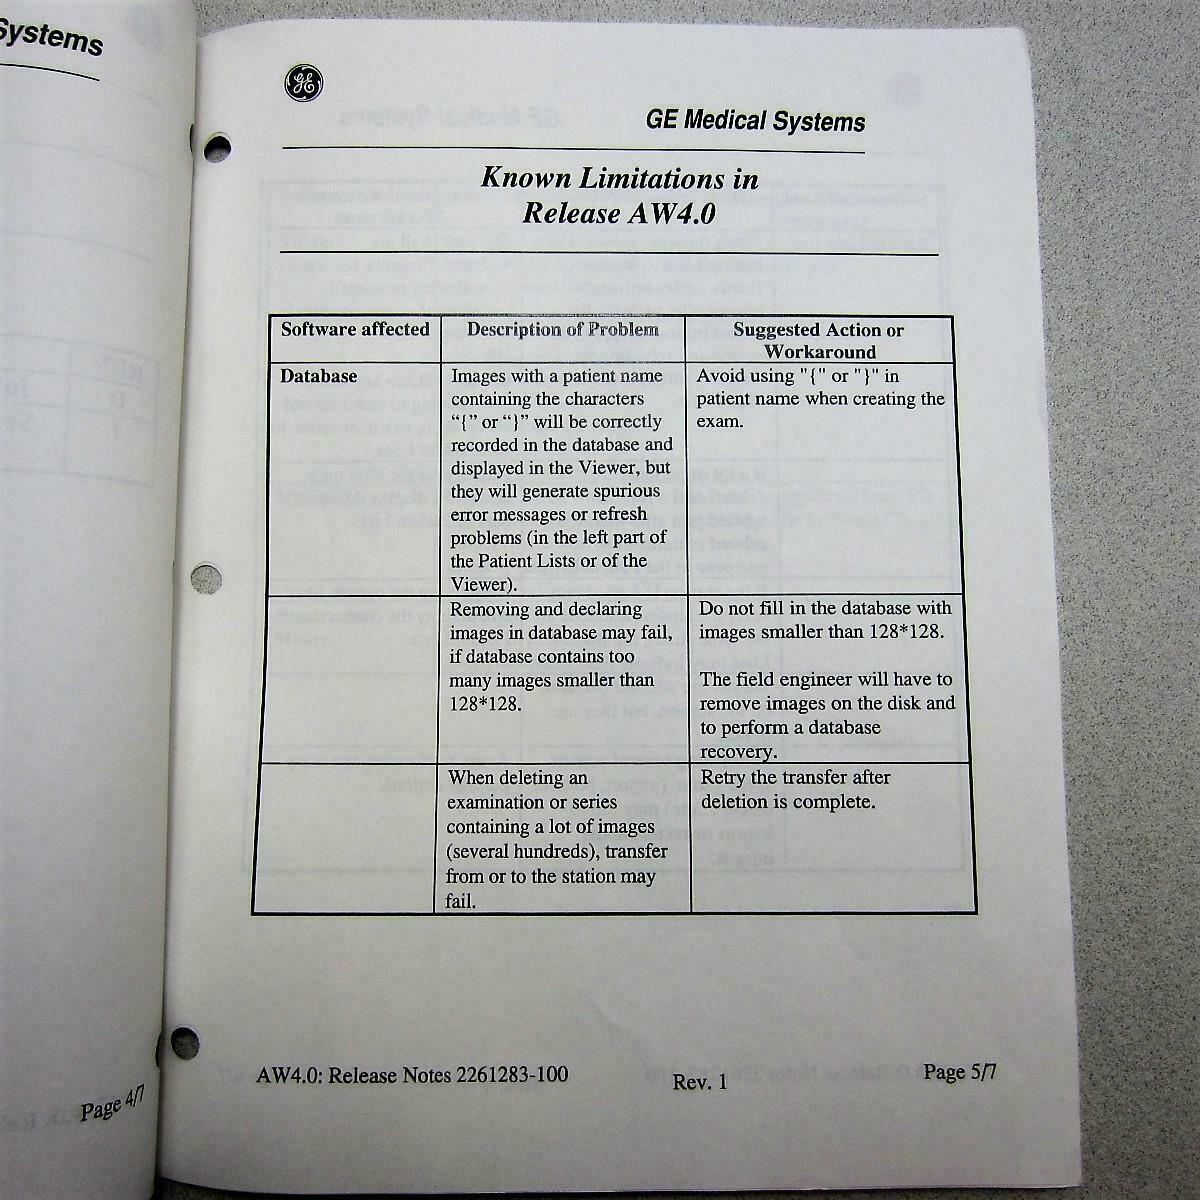 Systems
Page 4/7
GE
GE Medical Systems
Known Limitations in
Release AW4.0
Software affected
Description of Problem
Suggested Action or
Workaround
Database
Images with a patient name
containing the characters
“{” or “}” will be correctly
recorded in the database and
displayed in the Viewer, but
they will generate spurious
error messages or refresh
problems (in the left part of
the Patient Lists or of the
Viewer).
Avoid using "{" or "}" in
patient name when creating the
exam.
Removing and declaring
images in database may fail,
if database contains too
many images smaller than
128*128.
Do not fill in the database with
images smaller than 128*128.
The field engineer will have to
remove images on the disk and
to perform a database
recovery.
When deleting an
examination or series
containing a lot of images
(several hundreds), transfer
from or to the station may
fail.
Retry the transfer after
deletion is complete.
AW4.0: Release Notes 2261283-100
Rev. 1
Page 5/7